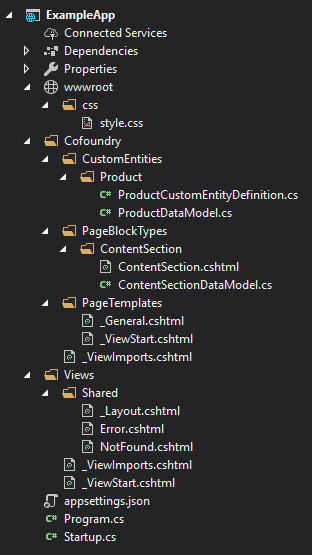 ExampleApp
Connected Services
Dependencies
Properties
wwwroot
css
style.css
Cofoundry
CustomEntities
Product
C# ProductCustomEntityDefinition.cs
C# ProductDataModel.cs
PageBlockTypes
ContentSection
ContentSection.cshtml
C# ContentSectionDataModel.cs
PageTemplates
_General.cshtml
_ViewStart.cshtml
_ViewImports.cshtml
Views
Shared
_Layout.cshtml
Error.cshtml
NotFound.cshtml
_ViewImports.cshtml
_ViewStart.cshtml
appsettings.json
C# Program.cs
C# Startup.cs